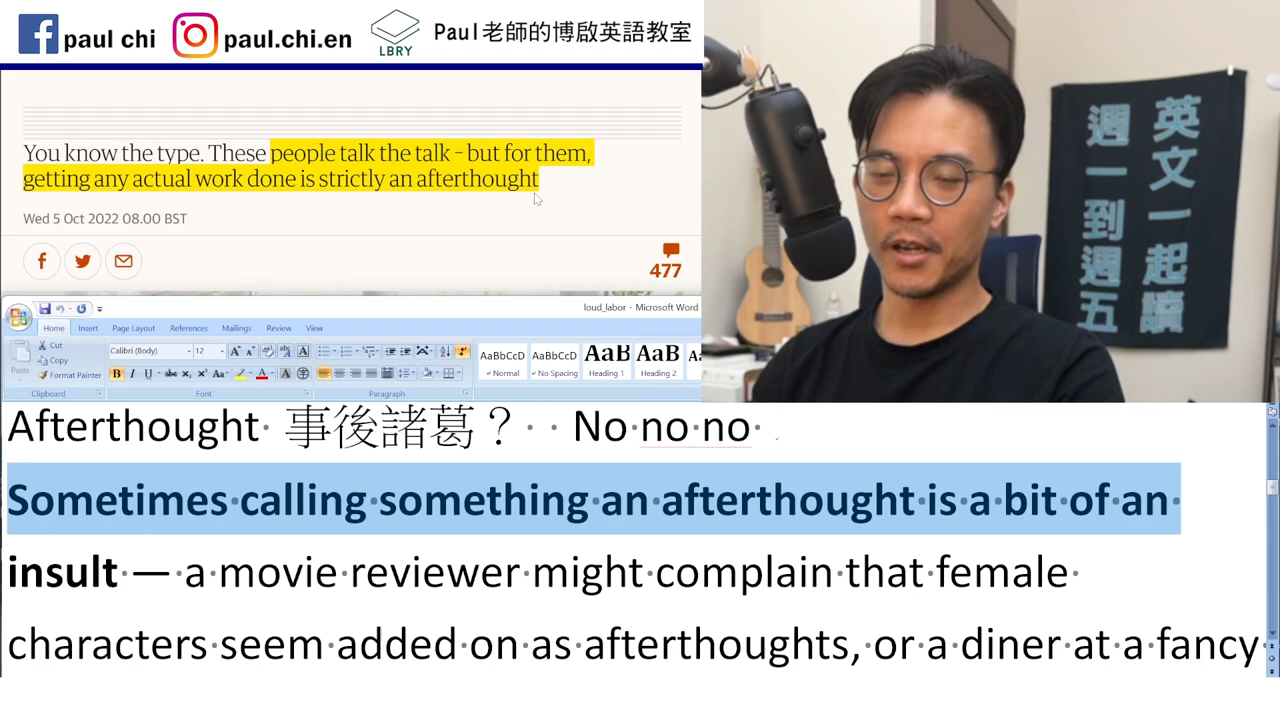 paul chi
paul.chi.en
LBRY
Paul老師的博啟英語教室
You know the type. These people talk the talk – but for them,
getting any actual work done is strictly an afterthought
Wed 5 Oct 2022 08.00 BST
477
loud_labor - Microsoft Word
Home Insert Page Layout References Mailings Review View
Paste
Cut
Copy
Format Painter
Calibri (Body) 12
AaBbCcD AaBbCcD AaBb AaBb
Normal No Spacing Heading 1 Heading 2
Clipboard Font Paragraph
Afterthought 事後諸葛？ No no no
Sometimes calling something an afterthought is a bit of an
insult — a movie reviewer might complain that female
characters seem added on as afterthoughts, or a diner at a fancy
英文一起讀
週一到週五